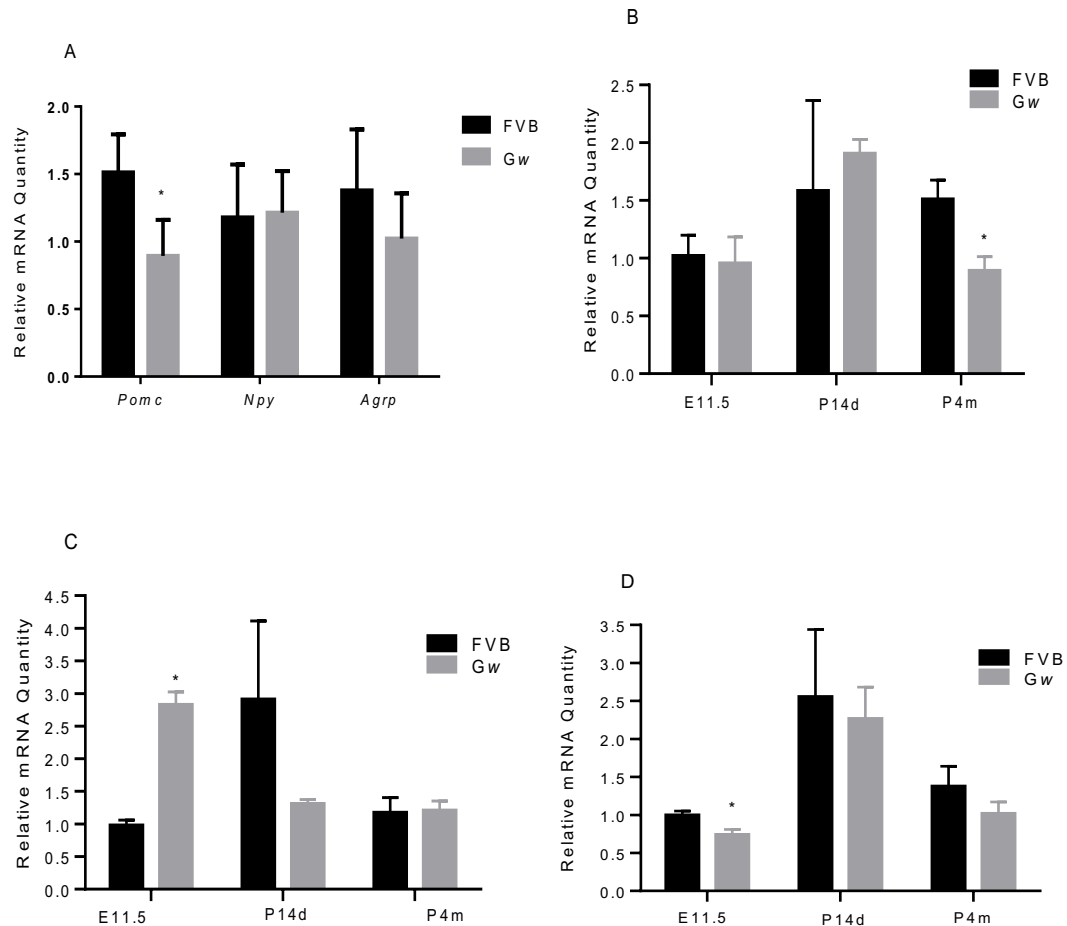 A
Relative mRNA Quantity
2.0
1.5
1.0
0.5
0.0
*
Pomc Npy Agrp
FVB
Gw
B
Relative mRNA Quantity
2.5
2.0
1.5
1.0
0.5
0.0
*
E11.5 P14d P4m
FVB
Gw
C
Relative mRNA Quantity
4.5
4.0
3.5
3.0
2.5
2.0
1.5
1.0
0.5
0.0
*
E11.5 P14d P4m
FVB
Gw
D
Relative mRNA Quantity
3.5
3.0
2.5
2.0
1.5
1.0
0.5
0.0
*
E11.5 P14d P4m
FVB
Gw